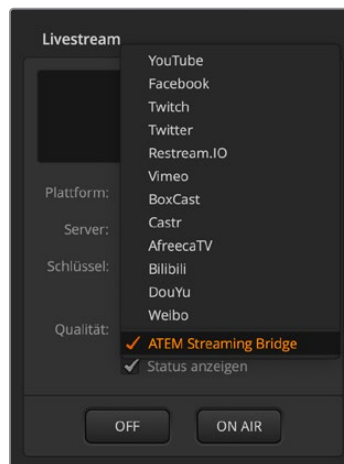 Livestream
YouTube
Facebook
Twitch
Twitter
Restream.IO
Vimeo
BoxCast
Castr
AfreecaTV
Bilibili
DouYu
Weibo
ATEM Streaming Bridge
Plattform:
Server:
Schlüssel:
Qualität:
Status anzeigen
OFF
ON AIR